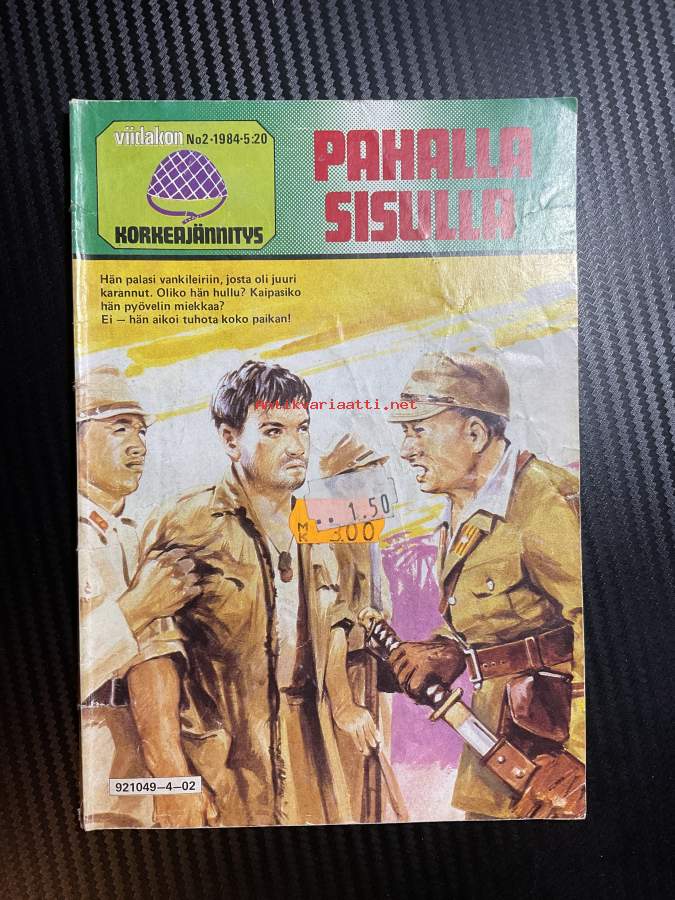 viidakon No2-1984-5:20
KORKEAJÄNNITYS
PAHALLA
SISULLA
Hän palasi vankileiriin, josta oli juuri
karannut. Oliko hän hullu? Kaipasiko
hän pyövelin miekkaa?
Ei — hän aikoi tuhota koko paikan!
Antikvariaatti.net
1.50
MK 3.00
921049-4-02